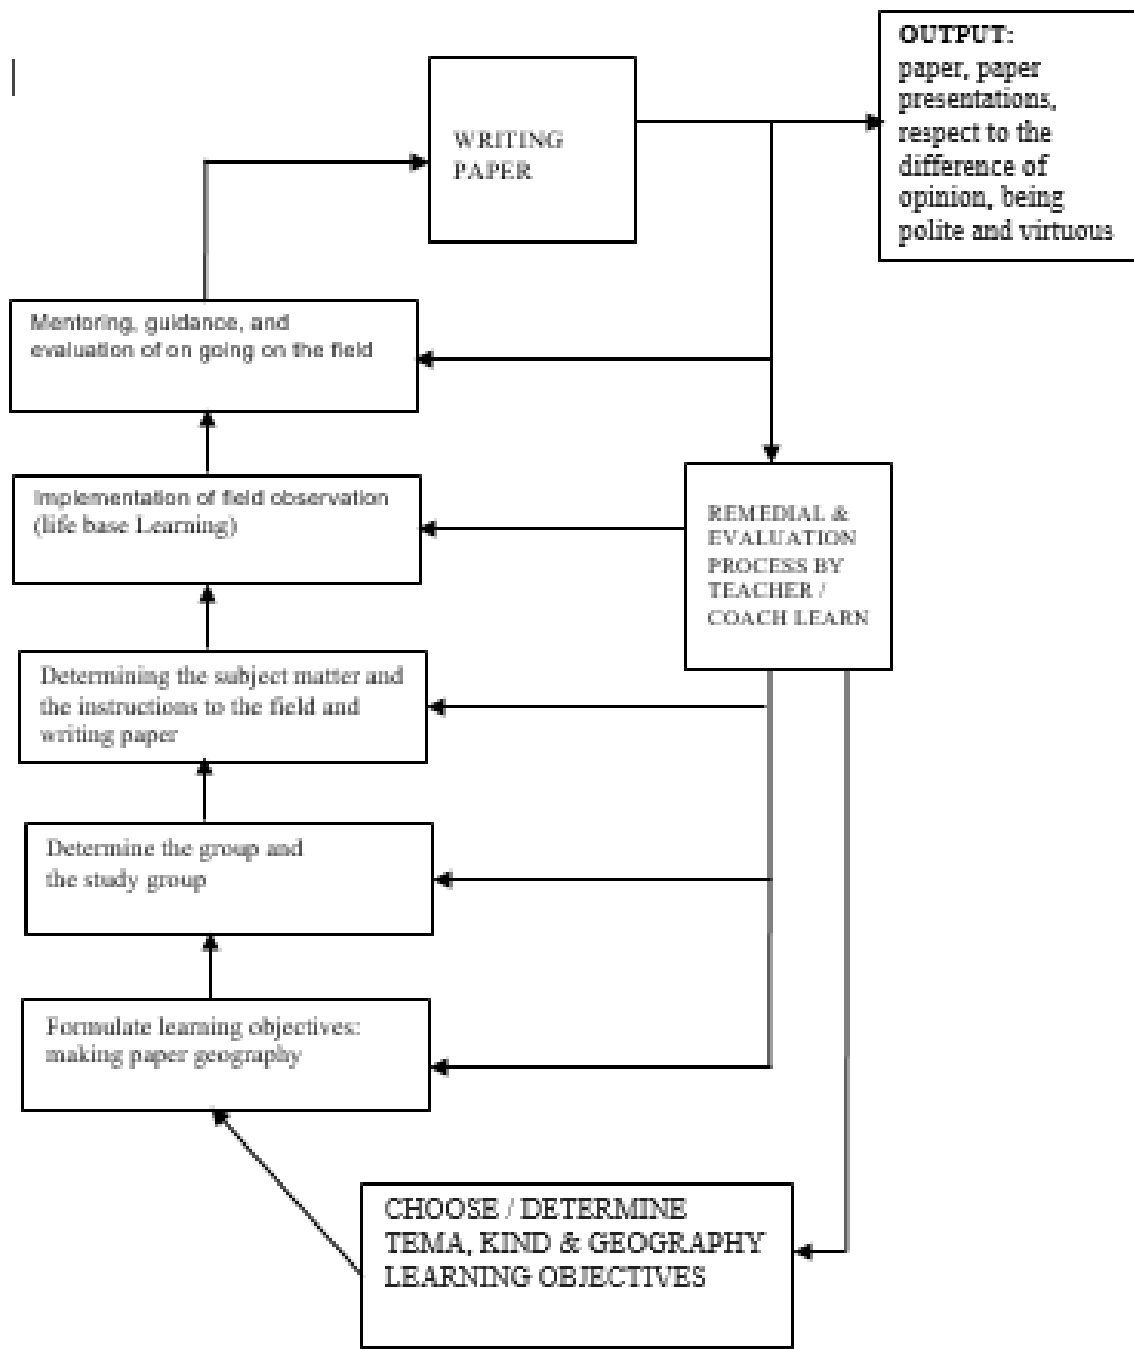 OUTPUT:
paper, paper
presentations,
respect to the
difference of
opinion, being
polite and virtuous
WRITING
PAPER
Mentoring, guidance, and
evaluation of on going on the field
Implementation of field observation
(life base Learning)
REMEDIAL &
EVALUATION
PROCESS BY
TEACHER /
COACH LEARN
Determining the subject matter and
the instructions to the field and
writing paper
Determine the group and
the study group
Formulate learning objectives:
making paper geography
CHOOSE / DETERMINE
TEMA, KIND & GEOGRAPHY
LEARNING OBJECTIVES